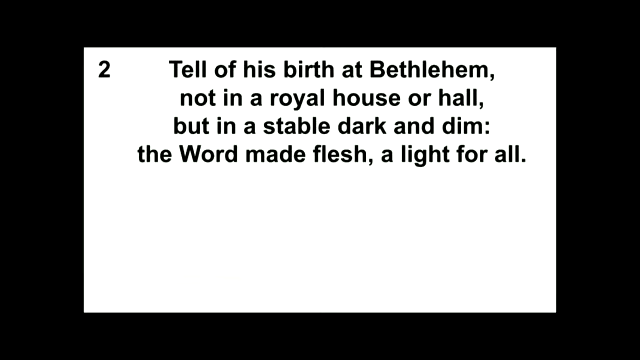 2 Tell of his birth at Bethlehem,
not in a royal house or hall,
but in a stable dark and dim:
the Word made flesh, a light for all.